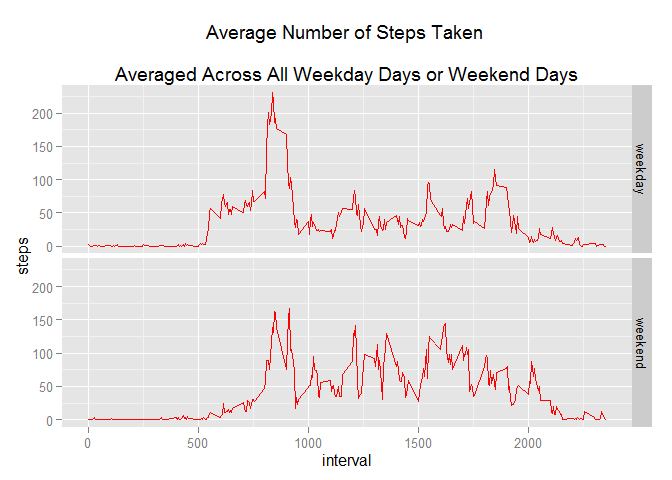 Average Number of Steps Taken
Averaged Across All Weekday Days or Weekend Days
steps
200
150
100
50
0
weekday
200
150
100
50
0
weekend
0 500 1000 1500 2000
interval